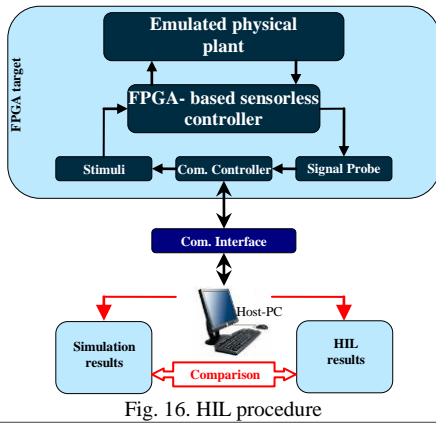 Emulated physical
plant
FPGA target
FPGA- based sensorless
controller
Stimuli
Com. Controller
Signal Probe
Com. Interface
Host-PC
Simulation
results
HIL
results
Comparison
Fig. 16. HIL procedure